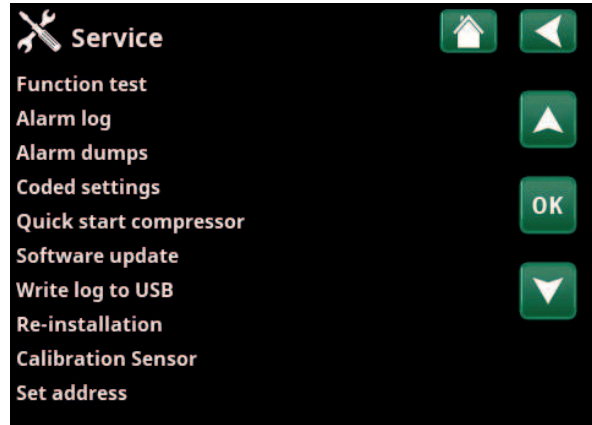 Service
Function test
Alarm log
Alarm dumps
Coded settings
OK
Quick start compressor
Software update
Write log to USB
Re-installation
Calibration Sensor
Set address